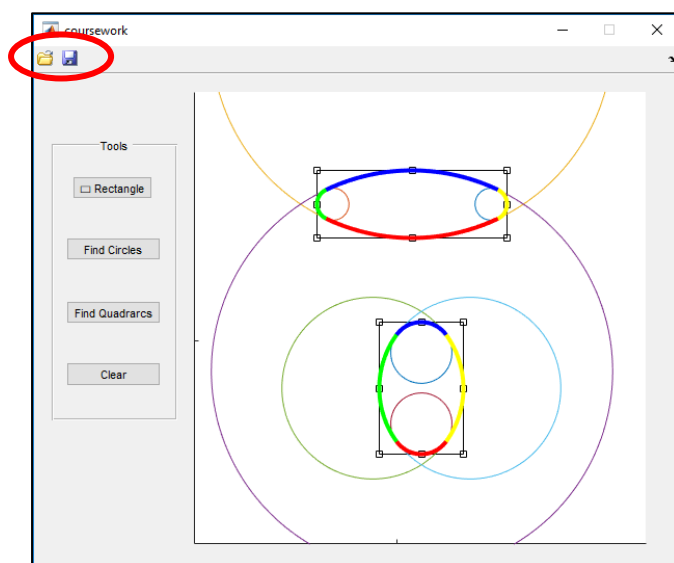 coursework
Tools
Rectangle
Find Circles
Find Quadrarcs
Clear